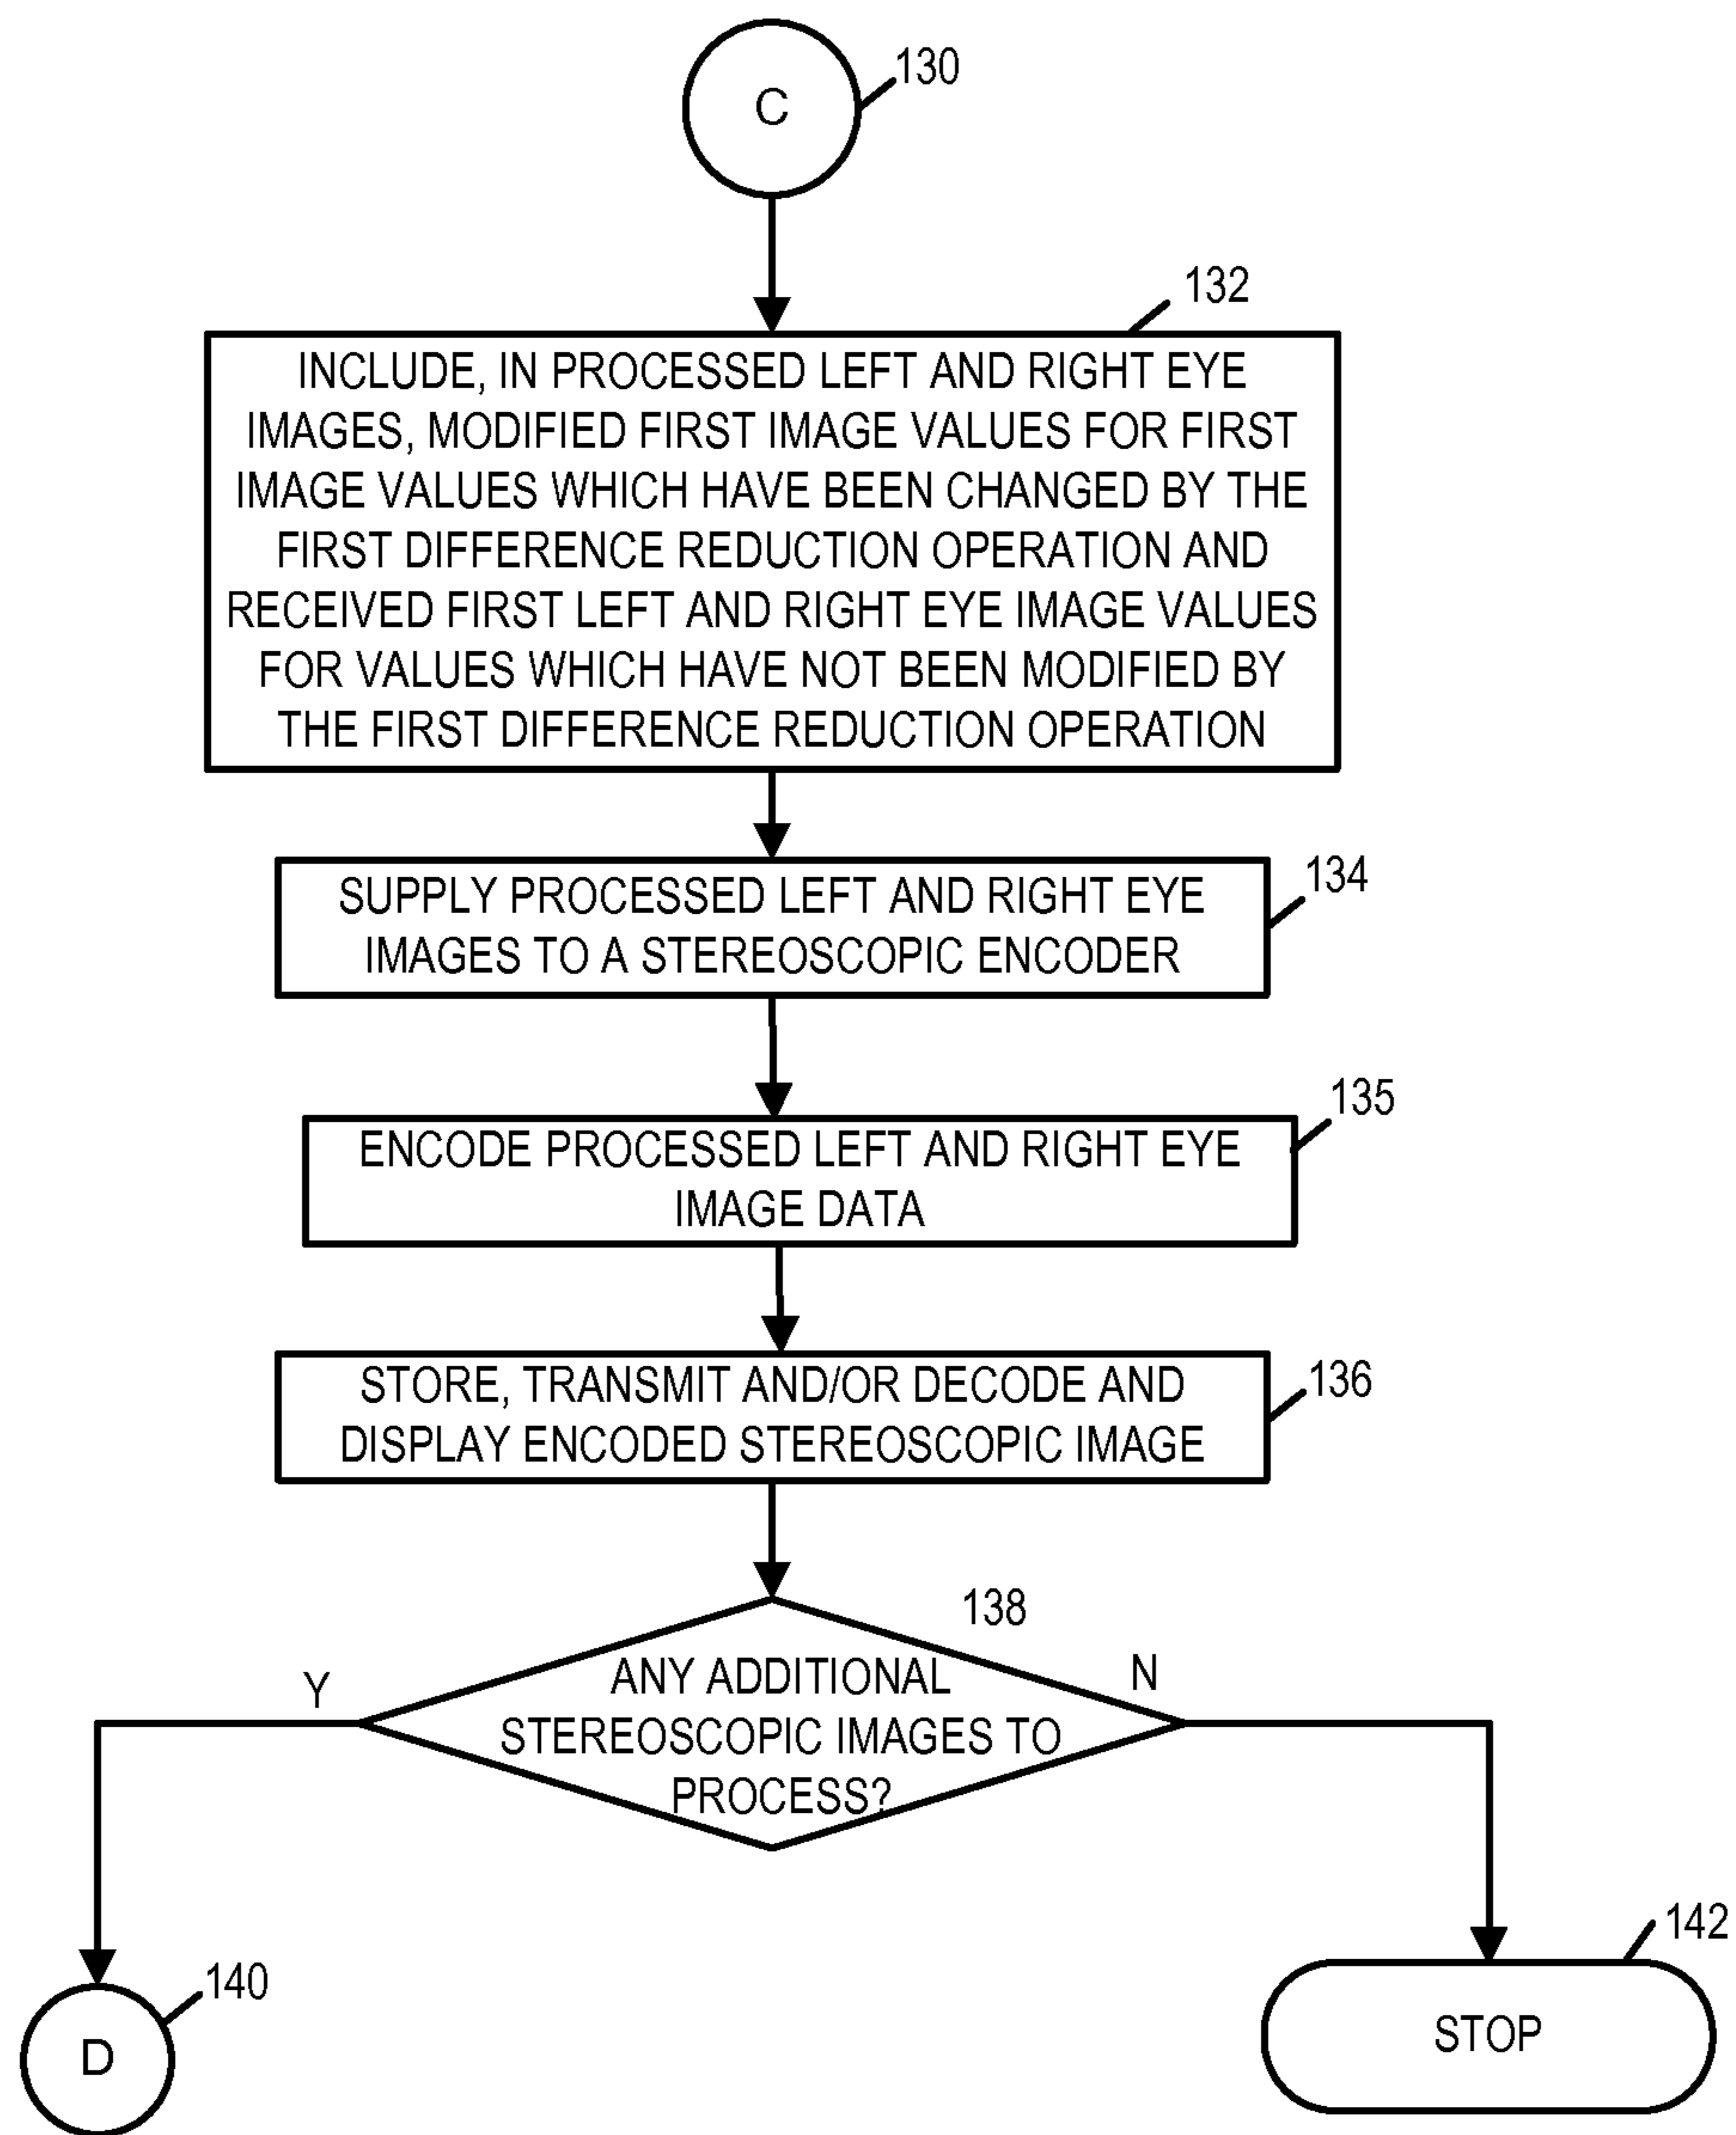 C
130
132
INCLUDE, IN PROCESSED LEFT AND RIGHT EYE
IMAGES, MODIFIED FIRST IMAGE VALUES FOR FIRST
IMAGE VALUES WHICH HAVE BEEN CHANGED BY THE
FIRST DIFFERENCE REDUCTION OPERATION AND
RECEIVED FIRST LEFT AND RIGHT EYE IMAGE VALUES
FOR VALUES WHICH HAVE NOT BEEN MODIFIED BY
THE FIRST DIFFERENCE REDUCTION OPERATION
134
SUPPLY PROCESSED LEFT AND RIGHT EYE
IMAGES TO A STEREOSCOPIC ENCODER
135
ENCODE PROCESSED LEFT AND RIGHT EYE
IMAGE DATA
136
STORE, TRANSMIT AND/OR DECODE AND
DISPLAY ENCODED STEREOSCOPIC IMAGE
138
Y
N
ANY ADDITIONAL
STEREOSCOPIC IMAGES TO
PROCESS?
140
D
142
STOP